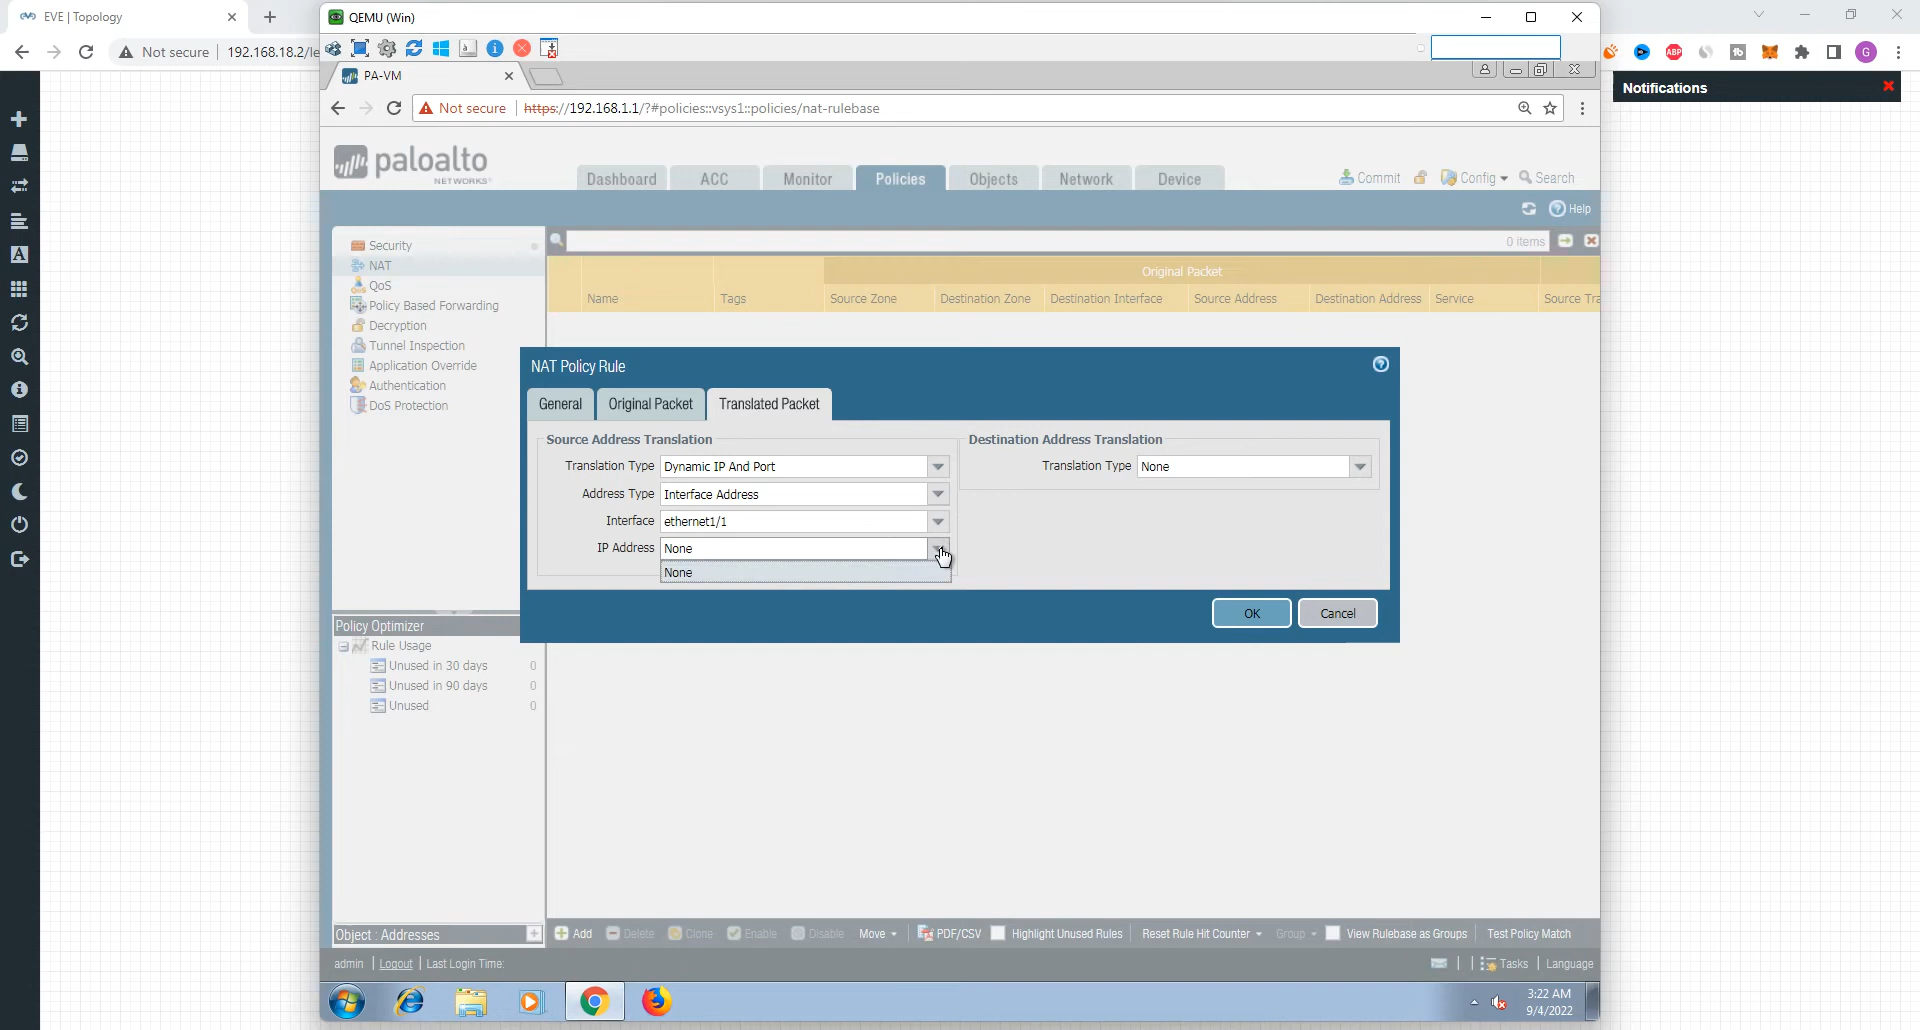 EVE | Topology
Not secure
192.168.18.2/le
QEMU (Win)
PA-VM
Not secure
https://192.168.1.1/?#policies::vsys1::policies/nat-rulebase
ABP
G
Notifications
paloalto
NETWORKS
Dashboard
ACC
Monitor
Policies
Objects
Network
Device
Commit
Config
Search
Help
Security
NAT
QoS
Policy Based Forwarding
Decryption
Tunnel Inspection
Application Override
Authentication
DoS Protection
0 items
Original Packet
Name
Tags
Source Zone
Destination Zone
Destination Interface
Source Address
Destination Address
Service
Source Tra
NAT Policy Rule
General
Original Packet
Translated Packet
Source Address Translation
Translation Type
Dynamic IP And Port
Address Type
Interface Address
Interface
ethernet1/1
IP Address
None
None
Destination Address Translation
Translation Type
None
OK
Cancel
Policy Optimizer
Rule Usage
Unused in 30 days
0
Unused in 90 days
0
Unused
0
Object : Addresses
Add
Delete
Clone
Enable
Disable
Move
PDF/CSV
Highlight Unused Rules
Reset Rule Hit Counter
Group
View Rulebase as Groups
Test Policy Match
admin
Logout
Last Login Time:
Tasks
Language
3:22 AM
9/4/2022